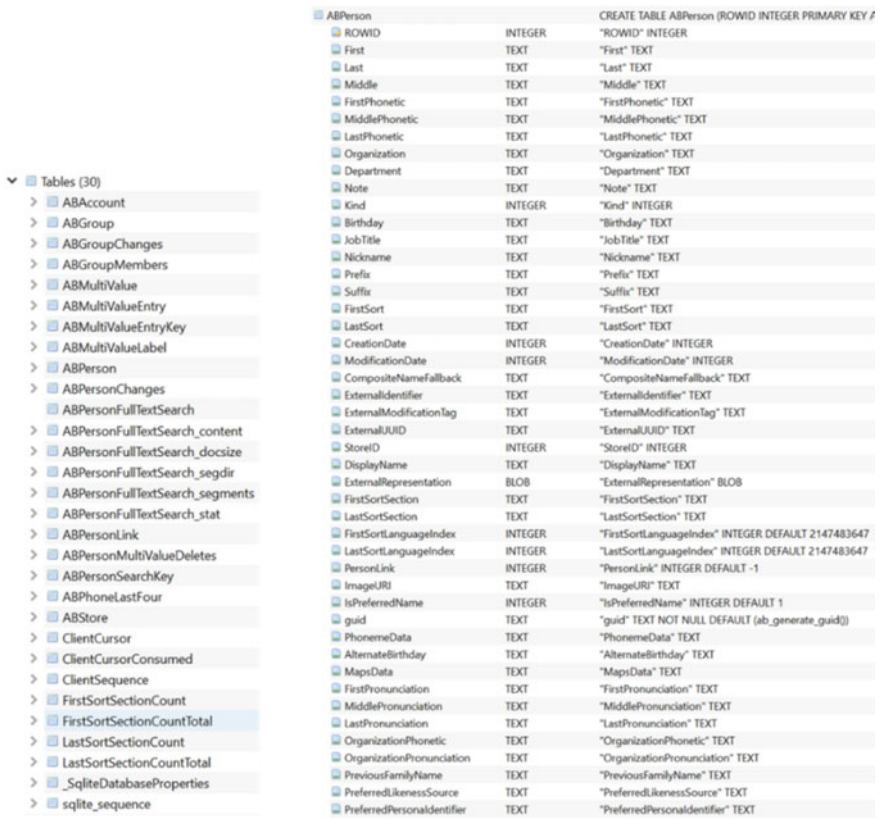 Tables (30)
ABAccount
ABGroup
ABGroupChanges
ABGroupMembers
ABMultiValue
ABMultiValueEntry
ABMultiValueEntryKey
ABMultiValueLabel
ABPerson
ABPersonChanges
ABPersonFullTextSearch
ABPersonFullTextSearch_content
ABPersonFullTextSearch_docsize
ABPersonFullTextSearch_segdir
ABPersonFullTextSearch_segments
ABPersonFullTextSearch_stat
ABPersonLink
ABPersonMultiValueDeletes
ABPersonSearchKey
ABPhoneLastFour
ABStore
ClientCursor
ClientCursorConsumed
ClientSequence
FirstSortSectionCount
FirstSortSectionCountTotal
LastSortSectionCount
LastSortSectionCountTotal
_SqliteDatabaseProperties
sqlite_sequence
ABPerson CREATE TABLE ABPerson (ROWID INTEGER PRIMARY KEY A
ROWID INTEGER "ROWID" INTEGER
First TEXT "First" TEXT
Last TEXT "Last" TEXT
Middle TEXT "Middle" TEXT
FirstPhonetic TEXT "FirstPhonetic" TEXT
MiddlePhonetic TEXT "MiddlePhonetic" TEXT
LastPhonetic TEXT "LastPhonetic" TEXT
Organization TEXT "Organization" TEXT
Department TEXT "Department" TEXT
Note TEXT "Note" TEXT
Kind INTEGER "Kind" INTEGER
Birthday TEXT "Birthday" TEXT
JobTitle TEXT "JobTitle" TEXT
Nickname TEXT "Nickname" TEXT
Prefix TEXT "Prefix" TEXT
Suffix TEXT "Suffix" TEXT
FirstSort TEXT "FirstSort" TEXT
LastSort TEXT "LastSort" TEXT
CreationDate INTEGER "CreationDate" INTEGER
ModificationDate INTEGER "ModificationDate" INTEGER
CompositeNameFallback TEXT "CompositeNameFallback" TEXT
ExternalIdentifier TEXT "ExternalIdentifier" TEXT
ExternalModificationTag TEXT "ExternalModificationTag" TEXT
ExternalUUID TEXT "ExternalUUID" TEXT
StoreID INTEGER "StoreID" INTEGER
DisplayName TEXT "DisplayName" TEXT
ExternalRepresentation BLOB "ExternalRepresentation" BLOB
FirstSortSection TEXT "FirstSortSection" TEXT
LastSortSection TEXT "LastSortSection" TEXT
FirstSortLanguageIndex INTEGER "FirstSortLanguageIndex" INTEGER DEFAULT 2147483647
LastSortLanguageIndex INTEGER "LastSortLanguageIndex" INTEGER DEFAULT 2147483647
PersonLink INTEGER "PersonLink" INTEGER DEFAULT -1
ImageURI TEXT "ImageURI" TEXT
IsPreferredName INTEGER "IsPreferredName" INTEGER DEFAULT 1
guid TEXT "guid" TEXT NOT NULL DEFAULT (ab_generate_guid())
PhonemeData TEXT "PhonemeData" TEXT
AlternateBirthday TEXT "AlternateBirthday" TEXT
MapsData TEXT "MapsData" TEXT
FirstPronunciation TEXT "FirstPronunciation" TEXT
MiddlePronunciation TEXT "MiddlePronunciation" TEXT
LastPronunciation TEXT "LastPronunciation" TEXT
OrganizationPhonetic TEXT "OrganizationPhonetic" TEXT
OrganizationPronunciation TEXT "OrganizationPronunciation" TEXT
PreviousFamilyName TEXT "PreviousFamilyName" TEXT
PreferredLikenessSource TEXT "PreferredLikenessSource" TEXT
PreferredPersonaIdentifier TEXT "PreferredPersonaIdentifier" TEXT